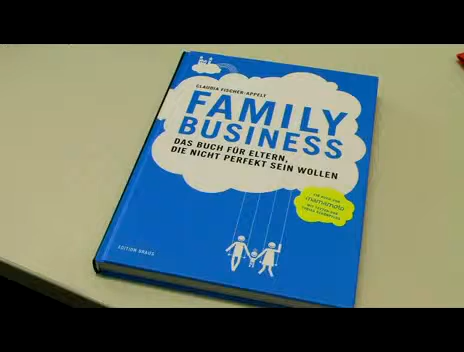 CLAUDIA FISCHER-APPELT
FAMILY
BUSINESS
DAS BUCH FÜR ELTERN,
DIE NICHT PERFEKT SEIN WOLLEN
mamamoto
EDITION BRAUS